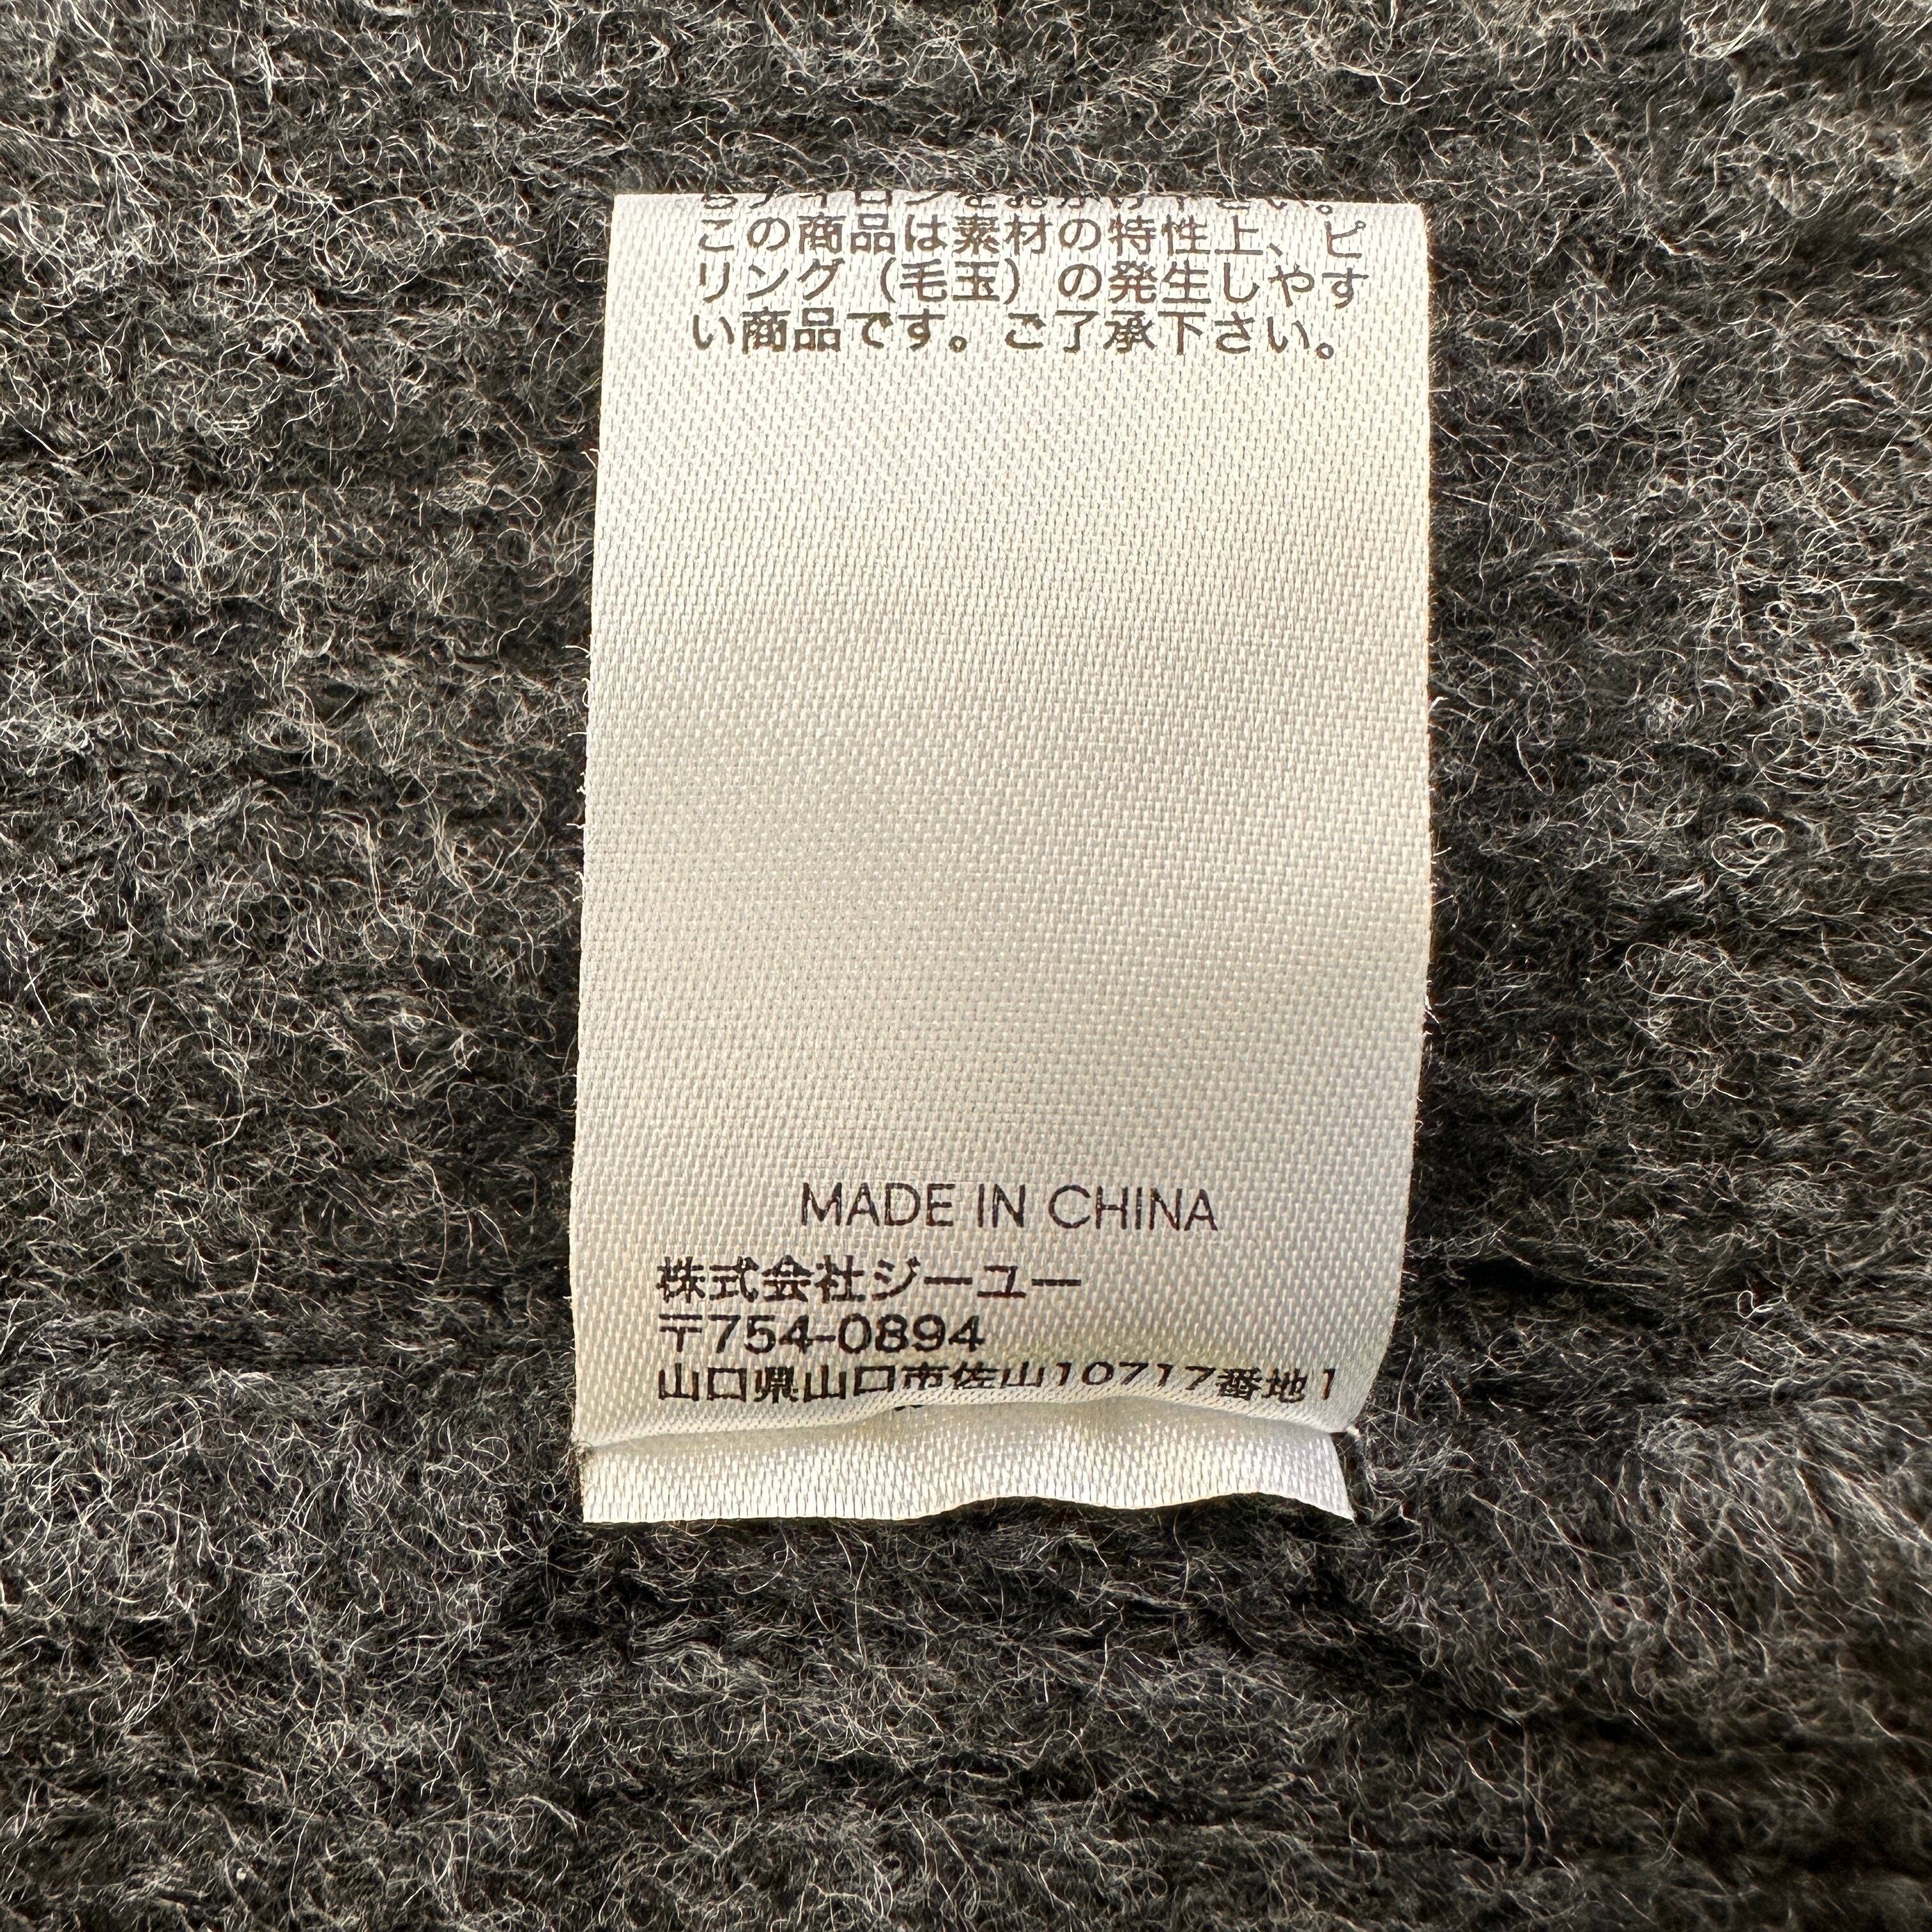 この商品は素材の特性上、ピ
リング（毛玉）の発生しやす
い商品です。ご了承下さい。
MADE IN CHINA
株式会社ジーユー
〒754-0894
山口県山口市佐山10717番地1